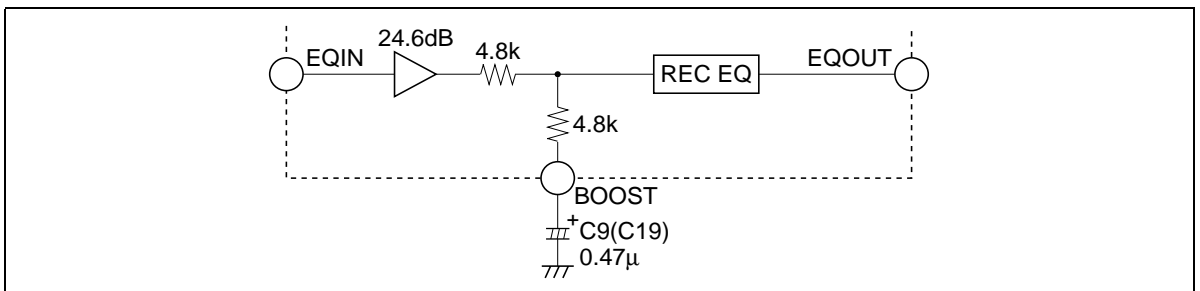 24.6dB
EQIN
4.8k
REC EQ
EQOUT
4.8k
BOOST
+
C9(C19)
0.47μ